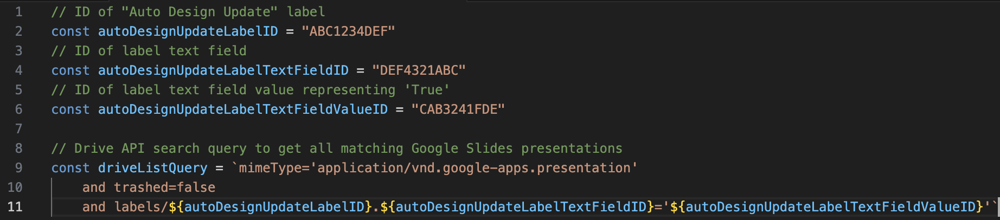 1 // ID of "Auto Design Update" label
2 const autoDesignUpdateLabelID = "ABC1234DEF"
3 // ID of label text field
4 const autoDesignUpdateLabelTextFieldID = "DEF4321ABC"
5 // ID of label text field value representing 'True'
6 const autoDesignUpdateLabelTextFieldValueID = "CAB3241FDE"
7
8 // Drive API search query to get all matching Google Slides presentations
9 const driveListQuery = `mimeType='application/vnd.google-apps.presentation'
10 and trashed=false
11 and labels/${autoDesignUpdateLabelID}.${autoDesignUpdateLabelTextFieldID}='${autoDesignUpdateLabelTextFieldValueID}'`